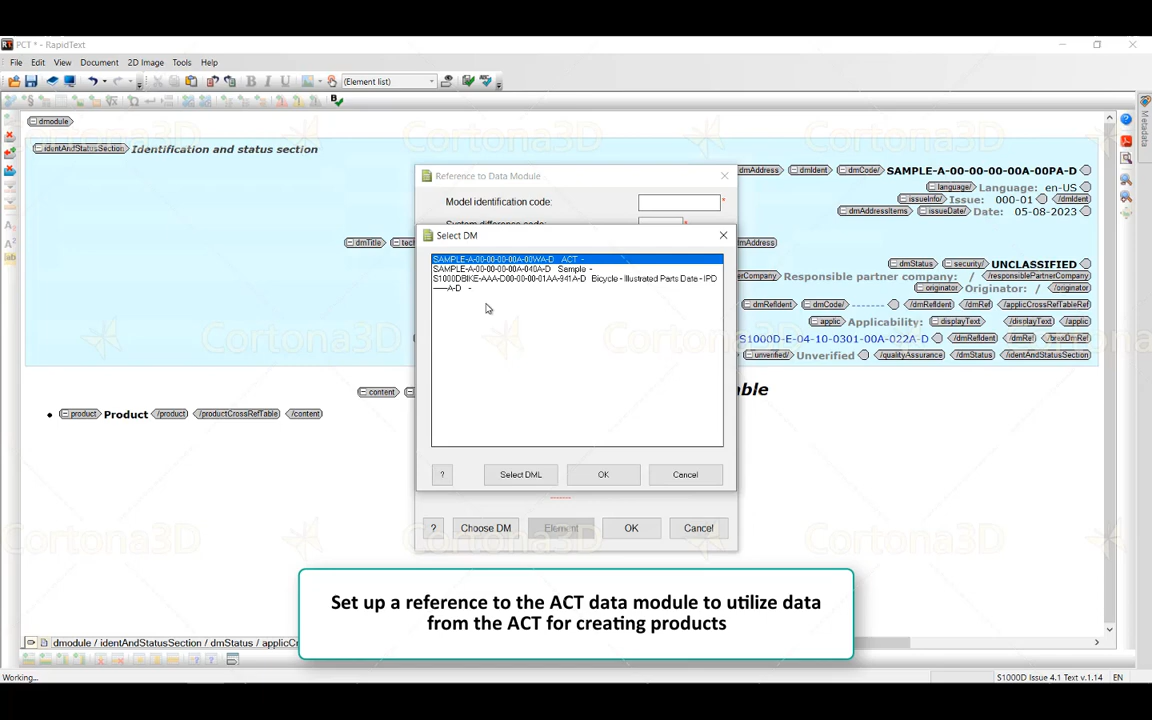 PCT * - RapidText
File Edit View Document 2D Image Tools Help
(Element list)
dmodule
identAndStatusSection Identification and status section
dmAddress dmIdent dmCode/ SAMPLE-A-00-00-00-00A-00PA-D
language/ Language: en-US
issueInfo/ Issue: 000-01 /dmIdent
dmAddressItems issueDate/ Date: 05-08-2023
dmTitle
dmStatus security/ UNCLASSIFIED
Responsible partner company: / /responsiblePartnerCompany
originator Originator: / /originator
dmRefIdent dmCode/ ------- /dmRefIdent /dmRef /applicCrossRefTableRef
applic Applicability: displayText /displayText /applic
S1000D-E-04-10-0301-00A-022A-D /dmRefIdent /dmRef /brexDmRef
unverified/ Unverified /qualityAssurance /dmStatus /identAndStatusSection
content
product Product /product /productCrossRefTable /content
Reference to Data Module
Model identification code: *
Select DM
SAMPLE-A-00-00-00-00A-00WA-D ACT -
SAMPLE-A-00-00-00-00A-040A-D Sample -
S1000DBIKE-AAA-D00-00-00-01AA-941A-D Bicycle - Illustrated Parts Data - IPD
——A-D -
? Select DML OK Cancel
? Choose DM Element OK Cancel
Metadata
Cortona3D
Set up a reference to the ACT data module to utilize data
from the ACT for creating products
dmodule / identAndStatusSection / dmStatus /
Working...
S1000D Issue 4.1 Text v.1.14 EN